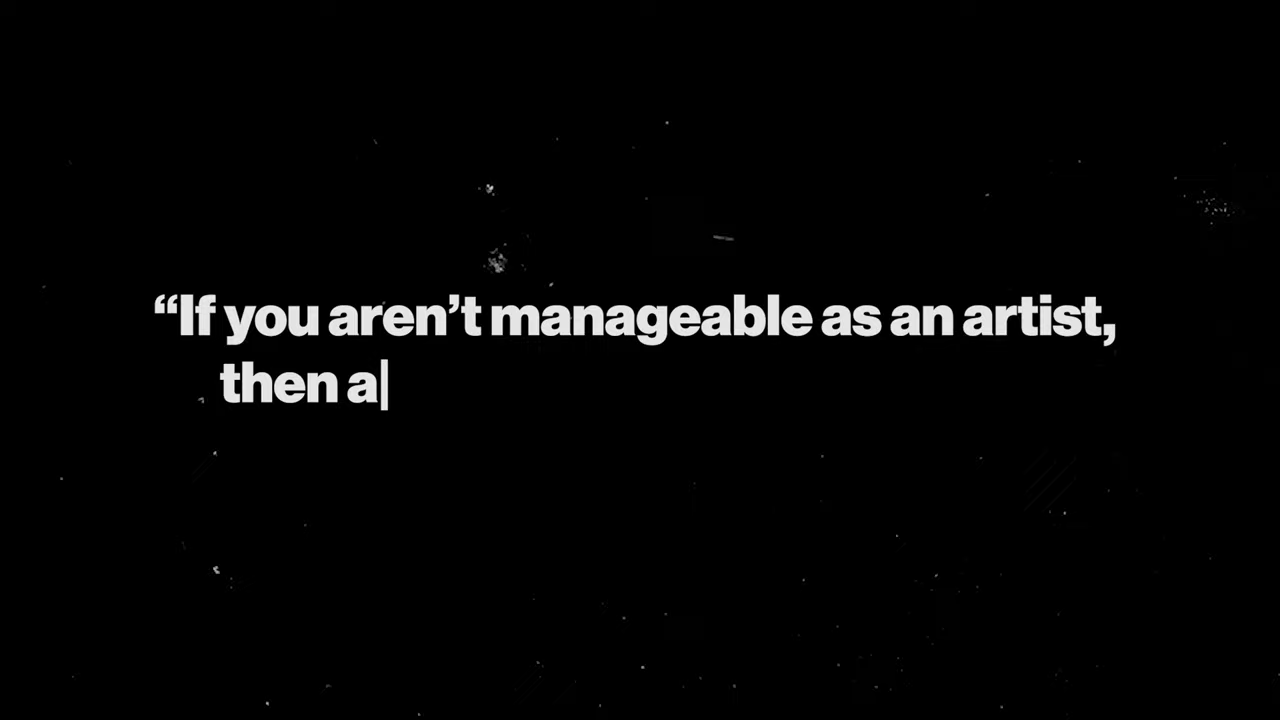 “If you aren’t manageable as an artist,
then a|